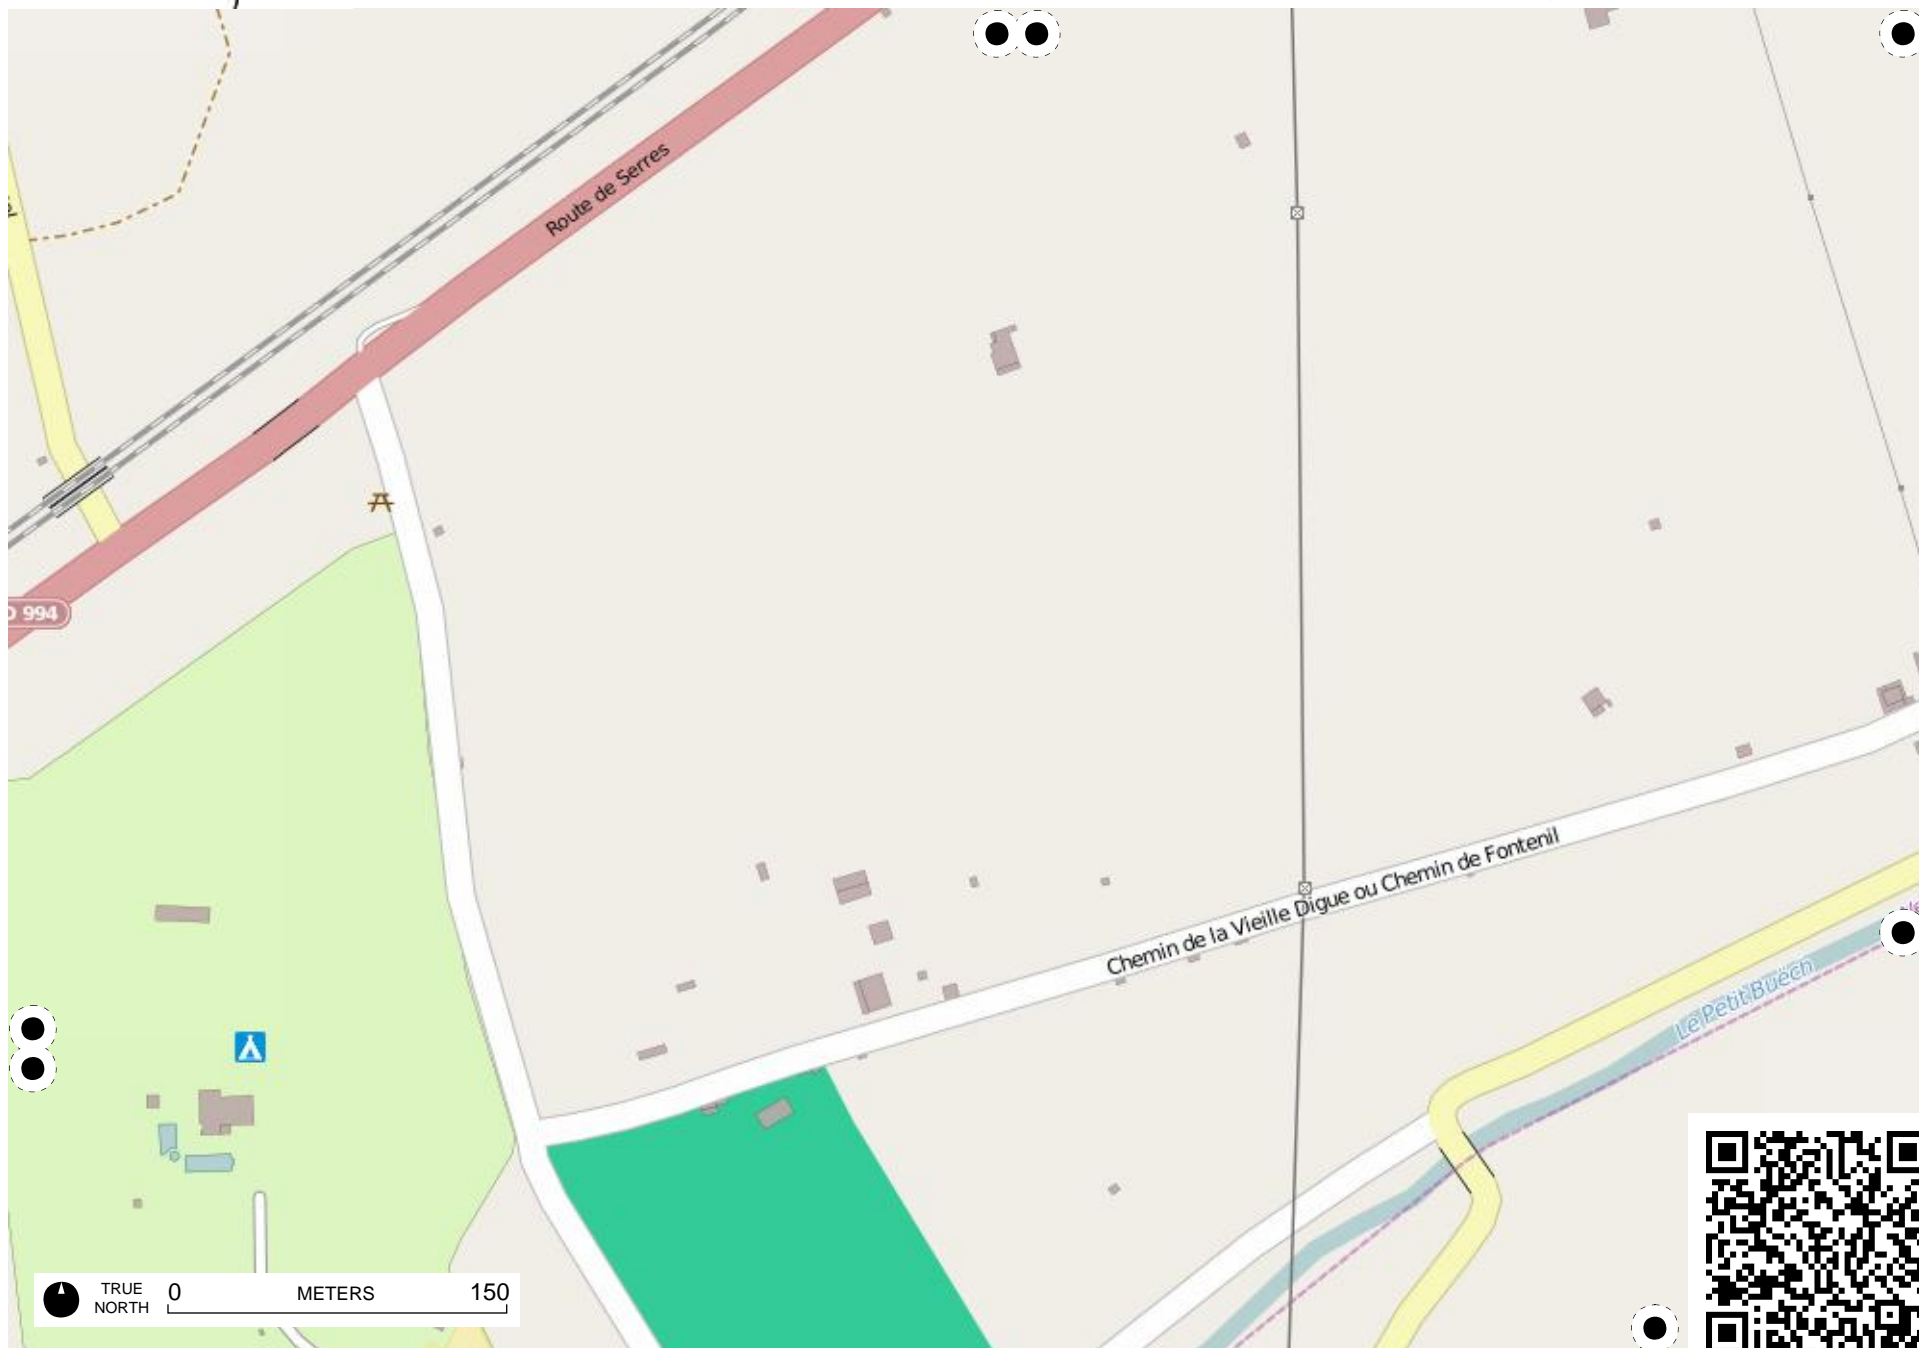 Route de Serres
994
Chemin de la Vieille Digue ou Chemin de Fontenil
Le Petit Buëch
TRUE
NORTH
0 METERS 150